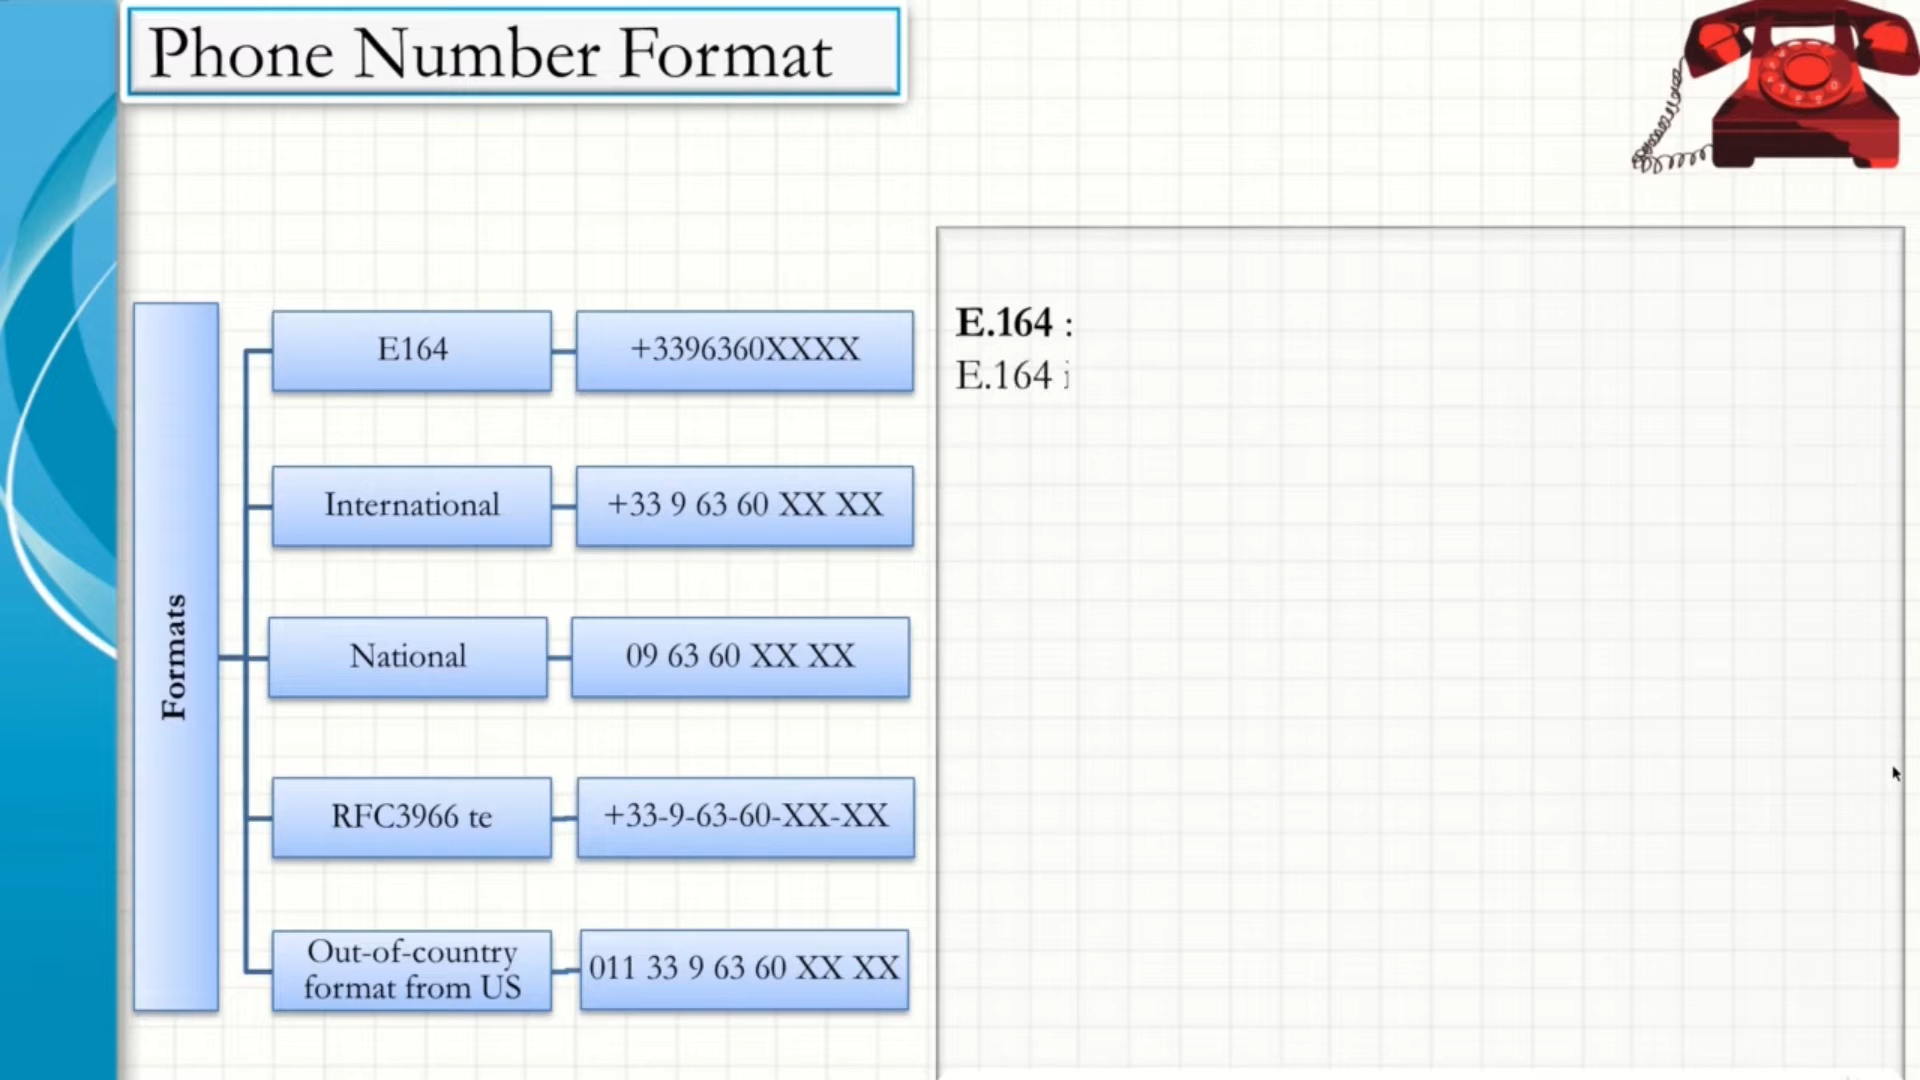 Phone Number Format
Formats
E164
+3396360XXXX
International
+33 9 63 60 XX XX
National
09 63 60 XX XX
RFC3966 te
+33-9-63-60-XX-XX
Out-of-country
format from US
011 33 9 63 60 XX XX
E.164 :
E.164